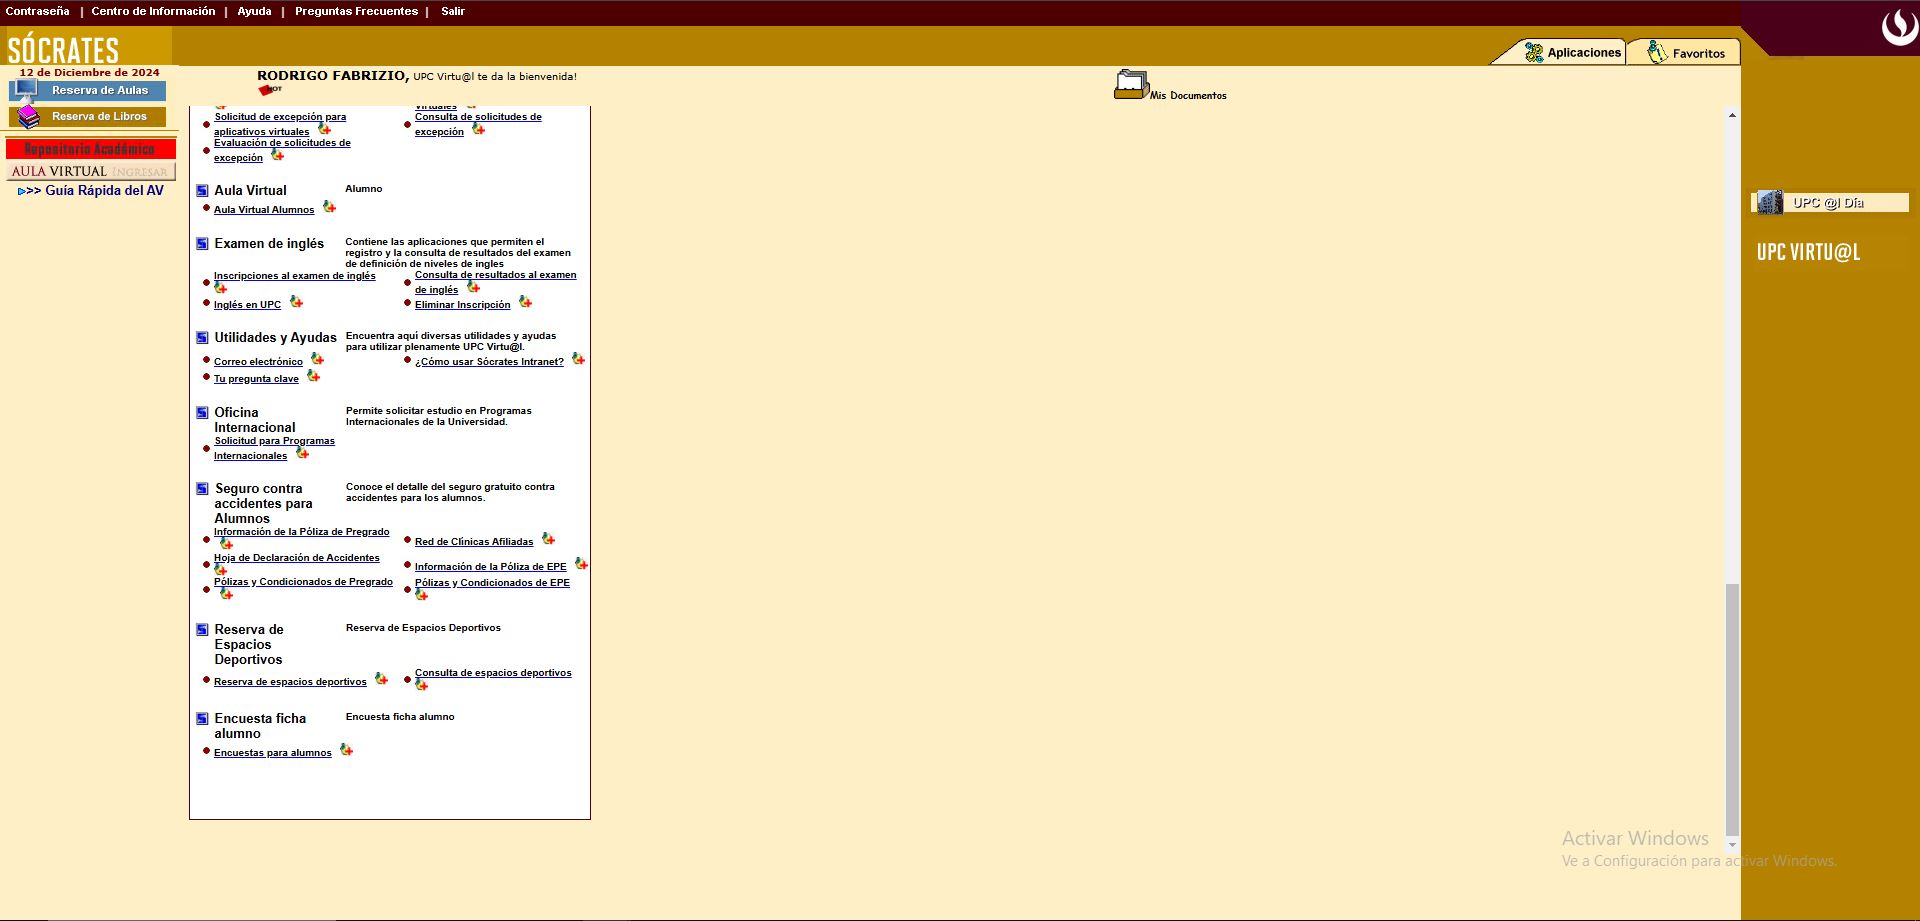 Contraseña | Centro de Información | Ayuda | Preguntas Frecuentes | Salir
SÓCRATES
Aplicaciones
Favoritos
12 de Diciembre de 2024
RODRIGO FABRIZIO, UPC Virtu@l te da la bienvenida!
HOT
Mis Documentos
Reserva de Aulas
Reserva de Libros
Repositorio Académico
AULA VIRTUAL INGRESAR
>>> Guía Rápida del AV
Virtuales
Solicitud de excepción para
aplicativos virtuales
Consulta de solicitudes de
excepción
Evaluación de solicitudes de
excepción
Aula Virtual
Alumno
Aula Virtual Alumnos
Examen de inglés
Contiene las aplicaciones que permiten el
registro y la consulta de resultados del examen
de definición de niveles de ingles
Inscripciones al examen de inglés
Consulta de resultados al examen
de inglés
Inglés en UPC
Eliminar Inscripción
Utilidades y Ayudas
Encuentra aquí diversas utilidades y ayudas
para utilizar plenamente UPC Virtu@l.
Correo electrónico
¿Cómo usar Sócrates Intranet?
Tu pregunta clave
Oficina
Internacional
Permite solicitar estudio en Programas
Internacionales de la Universidad.
Solicitud para Programas
Internacionales
Seguro contra
accidentes para
Alumnos
Conoce el detalle del seguro gratuito contra
accidentes para los alumnos.
Información de la Póliza de Pregrado
Red de Clínicas Afiliadas
Hoja de Declaración de Accidentes
Información de la Póliza de EPE
Pólizas y Condicionados de Pregrado
Pólizas y Condicionados de EPE
Reserva de
Espacios
Deportivos
Reserva de Espacios Deportivos
Reserva de espacios deportivos
Consulta de espacios deportivos
Encuesta ficha
alumno
Encuesta ficha alumno
Encuestas para alumnos
UPC @l Día
UPC VIRTU@L
Activar Windows
Ve a Configuración para activar Windows.